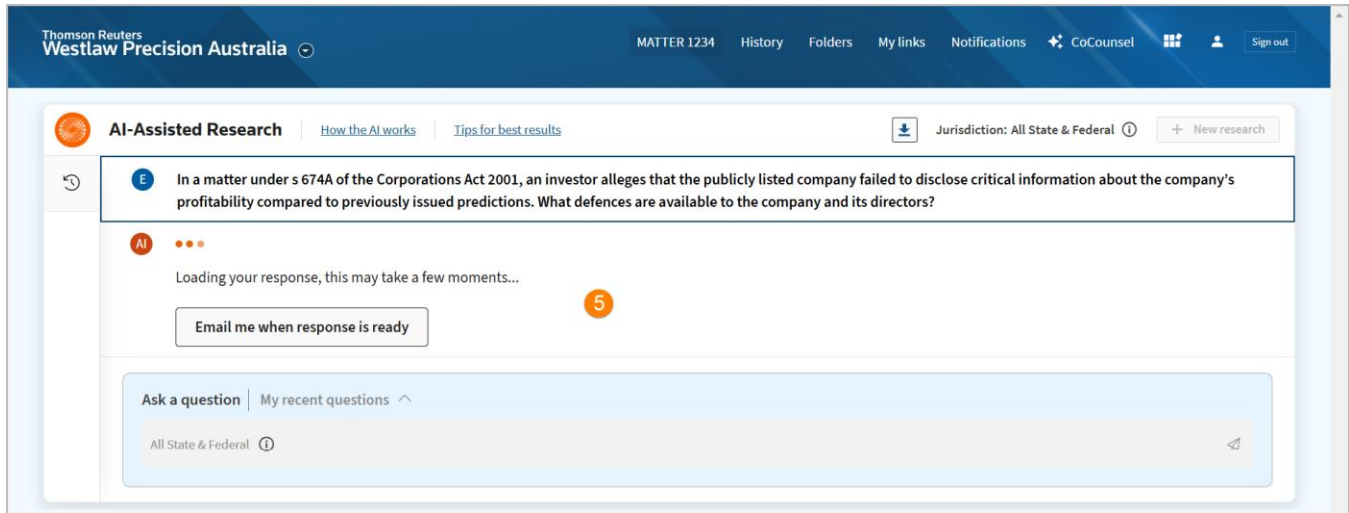 Thomson Reuters
Westlaw Precision Australia
MATTER 1234 History Folders My links Notifications CoCounsel Sign out
AI-Assisted Research How the AI works Tips for best results Jurisdiction: All State & Federal + New research
E In a matter under s 674A of the Corporations Act 2001, an investor alleges that the publicly listed company failed to disclose critical information about the company’s
profitability compared to previously issued predictions. What defences are available to the company and its directors?
AI
Loading your response, this may take a few moments...
5
Email me when response is ready
Ask a question My recent questions
All State & Federal